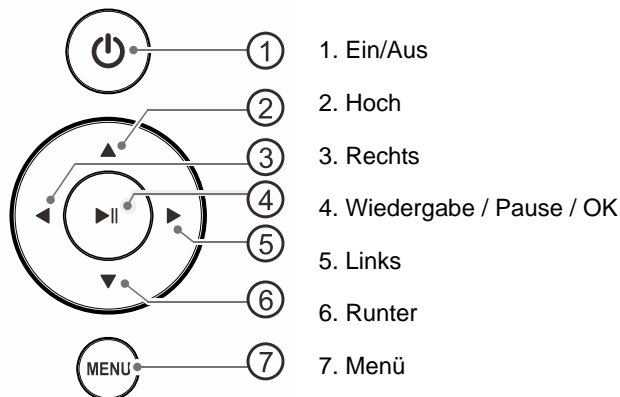 ① 1. Ein/Aus
② 2. Hoch
③ 3. Rechts
④ 4. Wiedergabe / Pause / OK
⑤ 5. Links
⑥ 6. Runter
MENU ⑦ 7. Menü